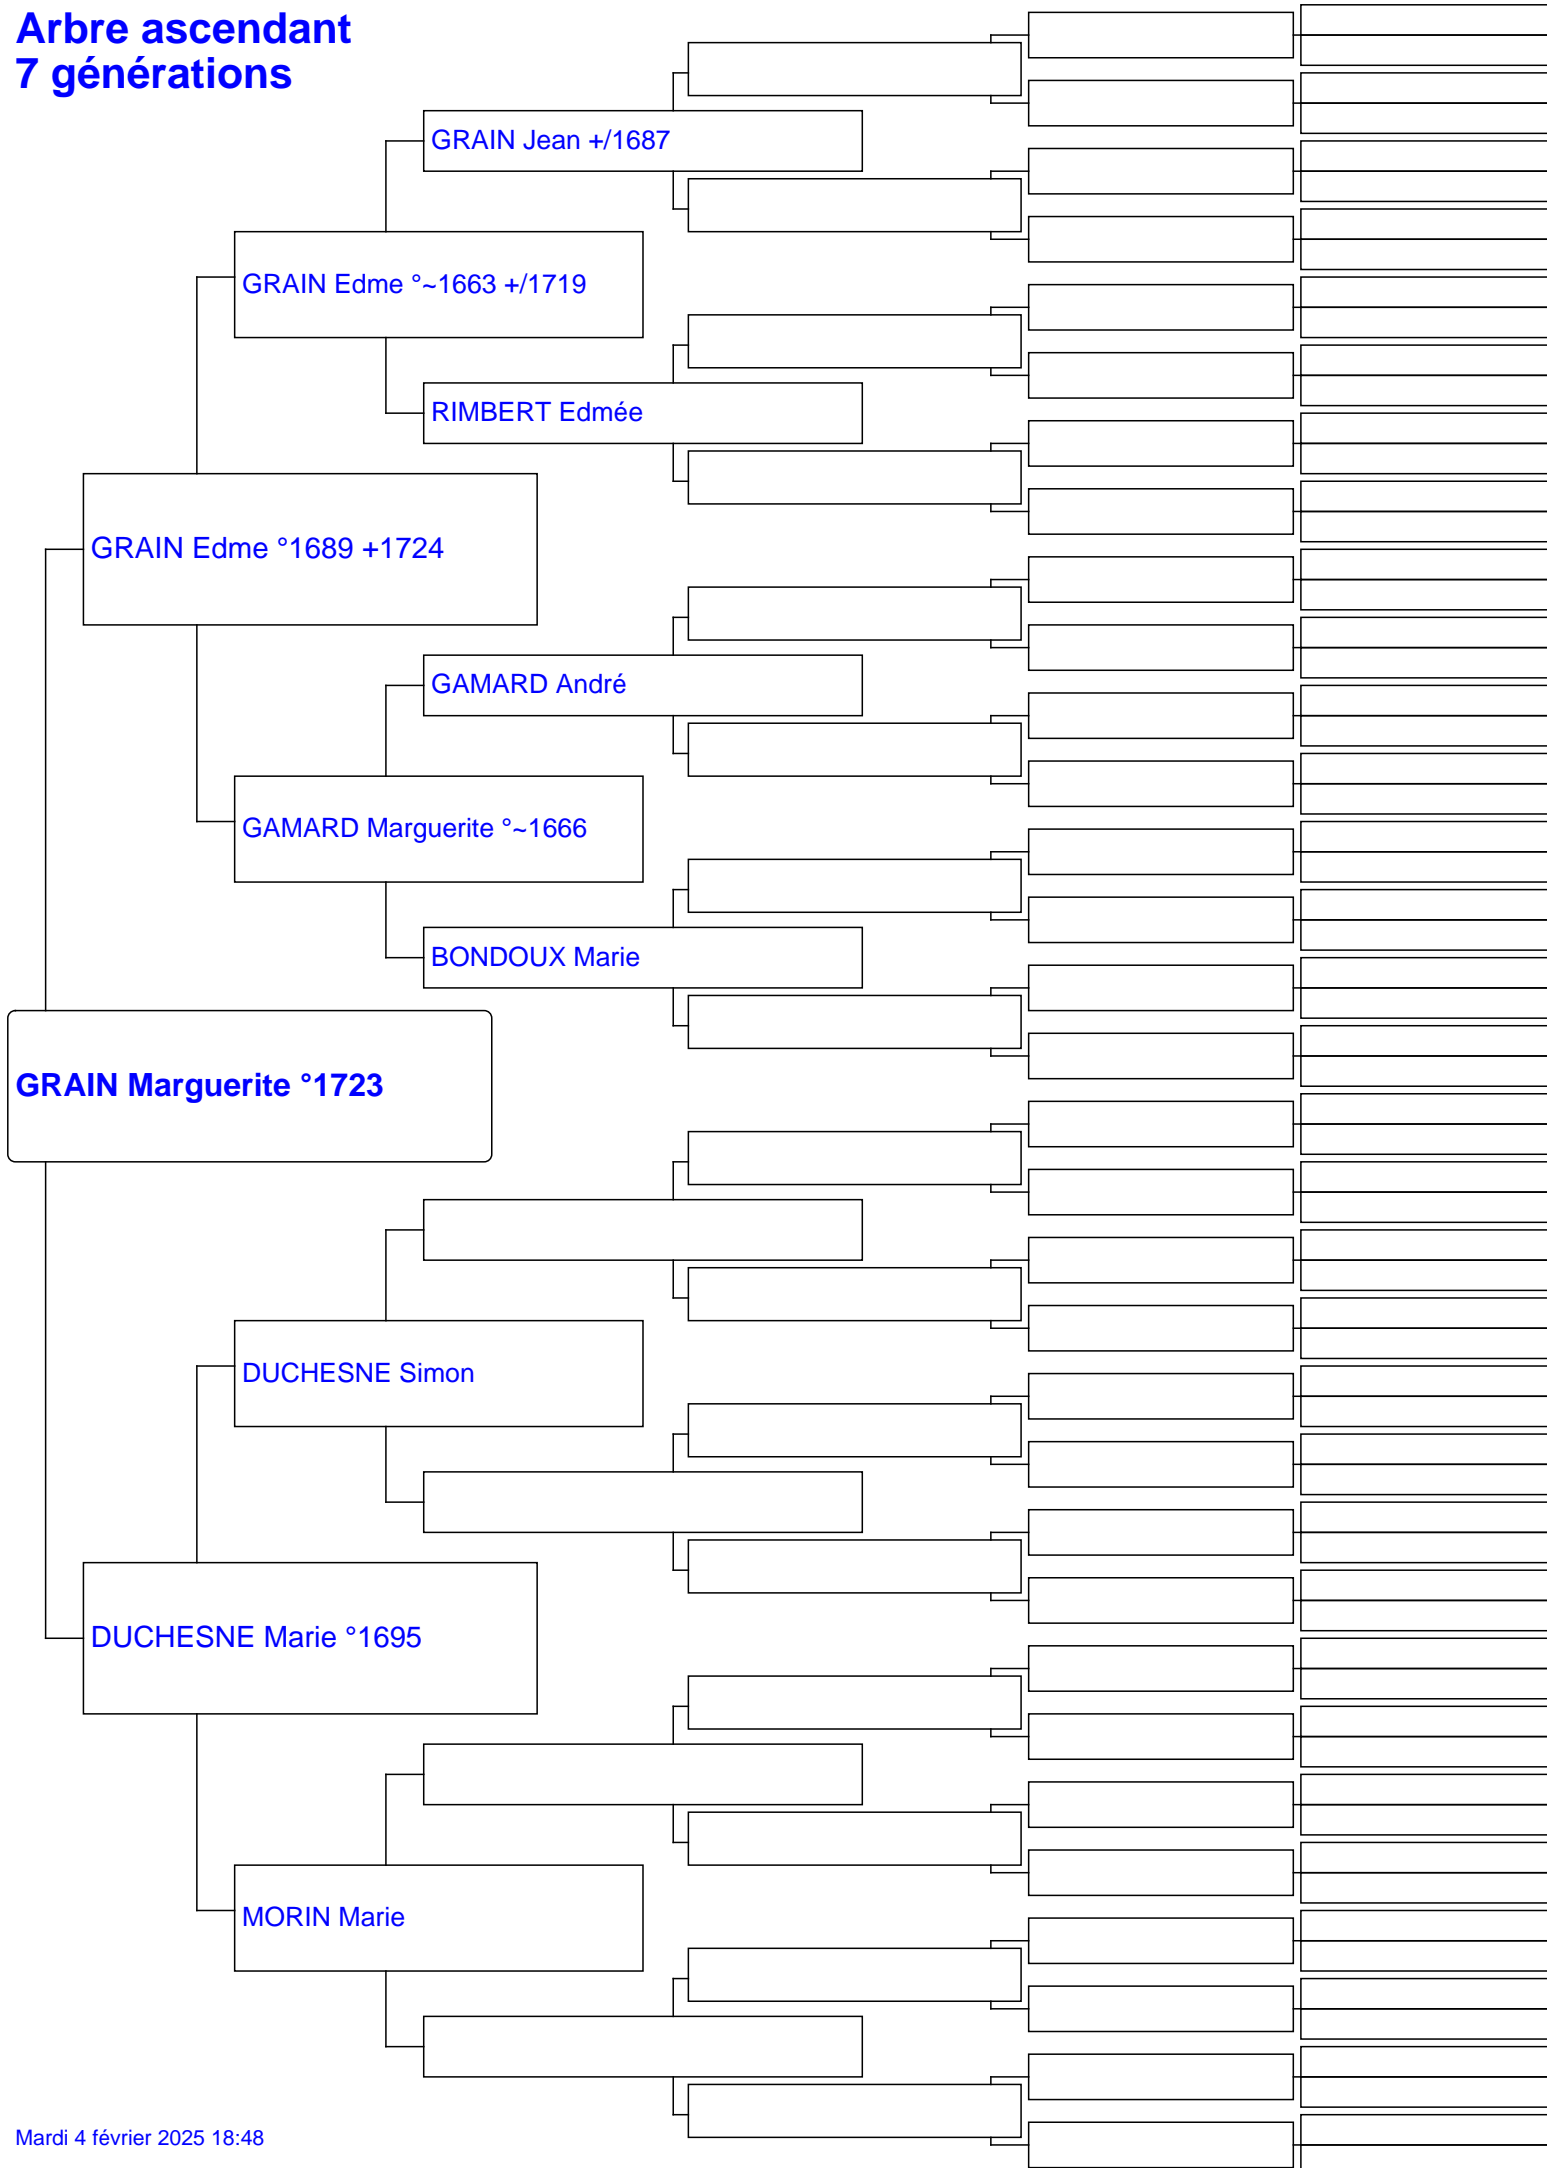 Arbre ascendant
7 générations
GRAIN Jean +/1687
GRAIN Edme °~1663 +/1719
RIMBERT Edmée
GRAIN Edme °1689 +1724
GAMARD André
GAMARD Marguerite °~1666
BONDOUX Marie
GRAIN Marguerite °1723
DUCHESNE Simon
DUCHESNE Marie °1695
MORIN Marie
Mardi 4 février 2025 18:48